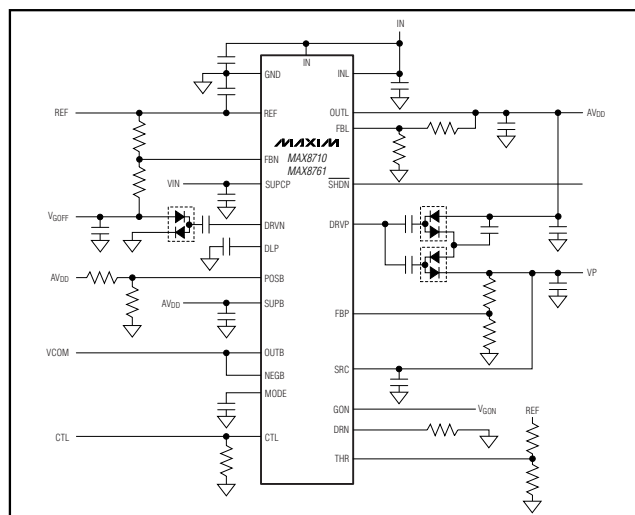 IN
IN
GND
INL
REF
REF
OUTL
AVDD
FBL
MAXIM
MAX8710
MAX8761
FBN
VIN
SUPCP
SHDN
VGOFF
DRVN
DRVP
DLP
AVDD
POSB
VP
AVDD
SUPB
FBP
VCOM
OUTB
NEGB
SRC
MODE
GON
VGON
REF
CTL
CTL
DRN
THR